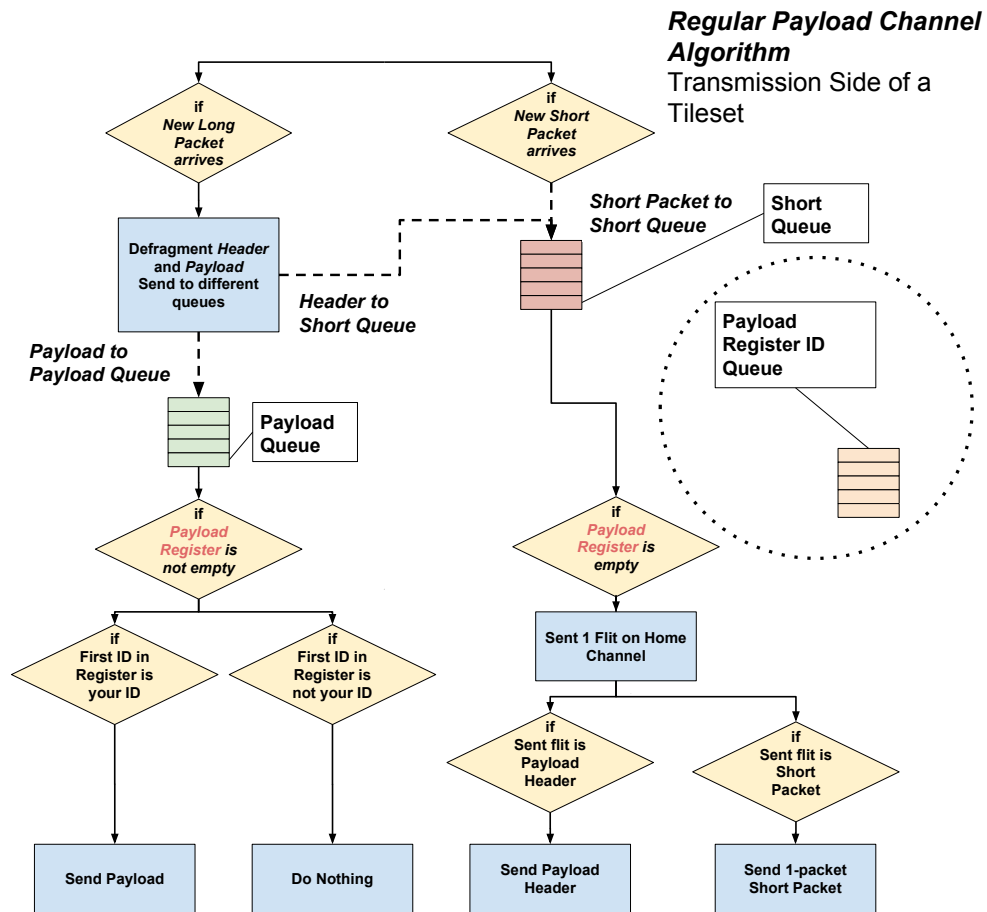 Regular Payload Channel
Algorithm
Transmission Side of a
Tileset
if
New Long
Packet
arrives
if
New Short
Packet
arrives
Defragment Header
and Payload
Send to different
queues
Short Packet to
Short Queue
Short
Queue
Header to
Short Queue
Payload to
Payload Queue
Payload
Register ID
Queue
Payload
Queue
if
Payload
Register is
not empty
if
Payload
Register is
empty
if
First ID in
Register is
your ID
if
First ID in
Register is
not your ID
Sent 1 Flit on Home
Channel
if
Sent flit is
Payload
Header
if
Sent flit is
Short
Packet
Send Payload
Do Nothing
Send Payload
Header
Send 1-packet
Short Packet